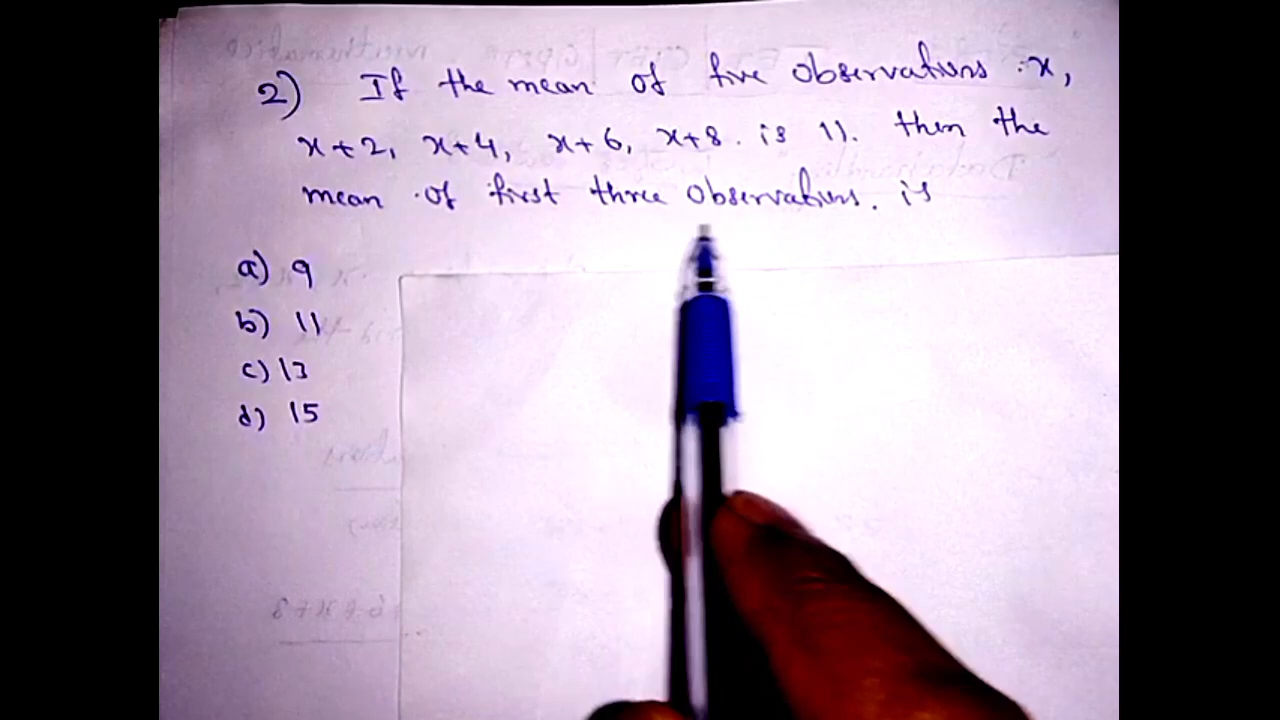 2) If the mean of five observations x,
x+2, x+4, x+6, x+8. is 11. then the
mean of first three observations. is
a) 9
b) 11
c) 13
d) 15